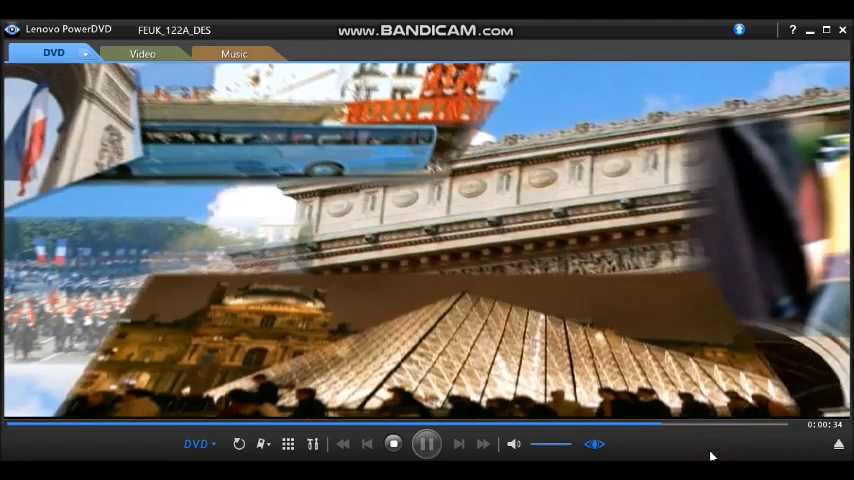 Lenovo PowerDVD
FEUK_122A_DES
www.BANDICAM.com
?
DVD
Video
Music
0:00:34
DVD